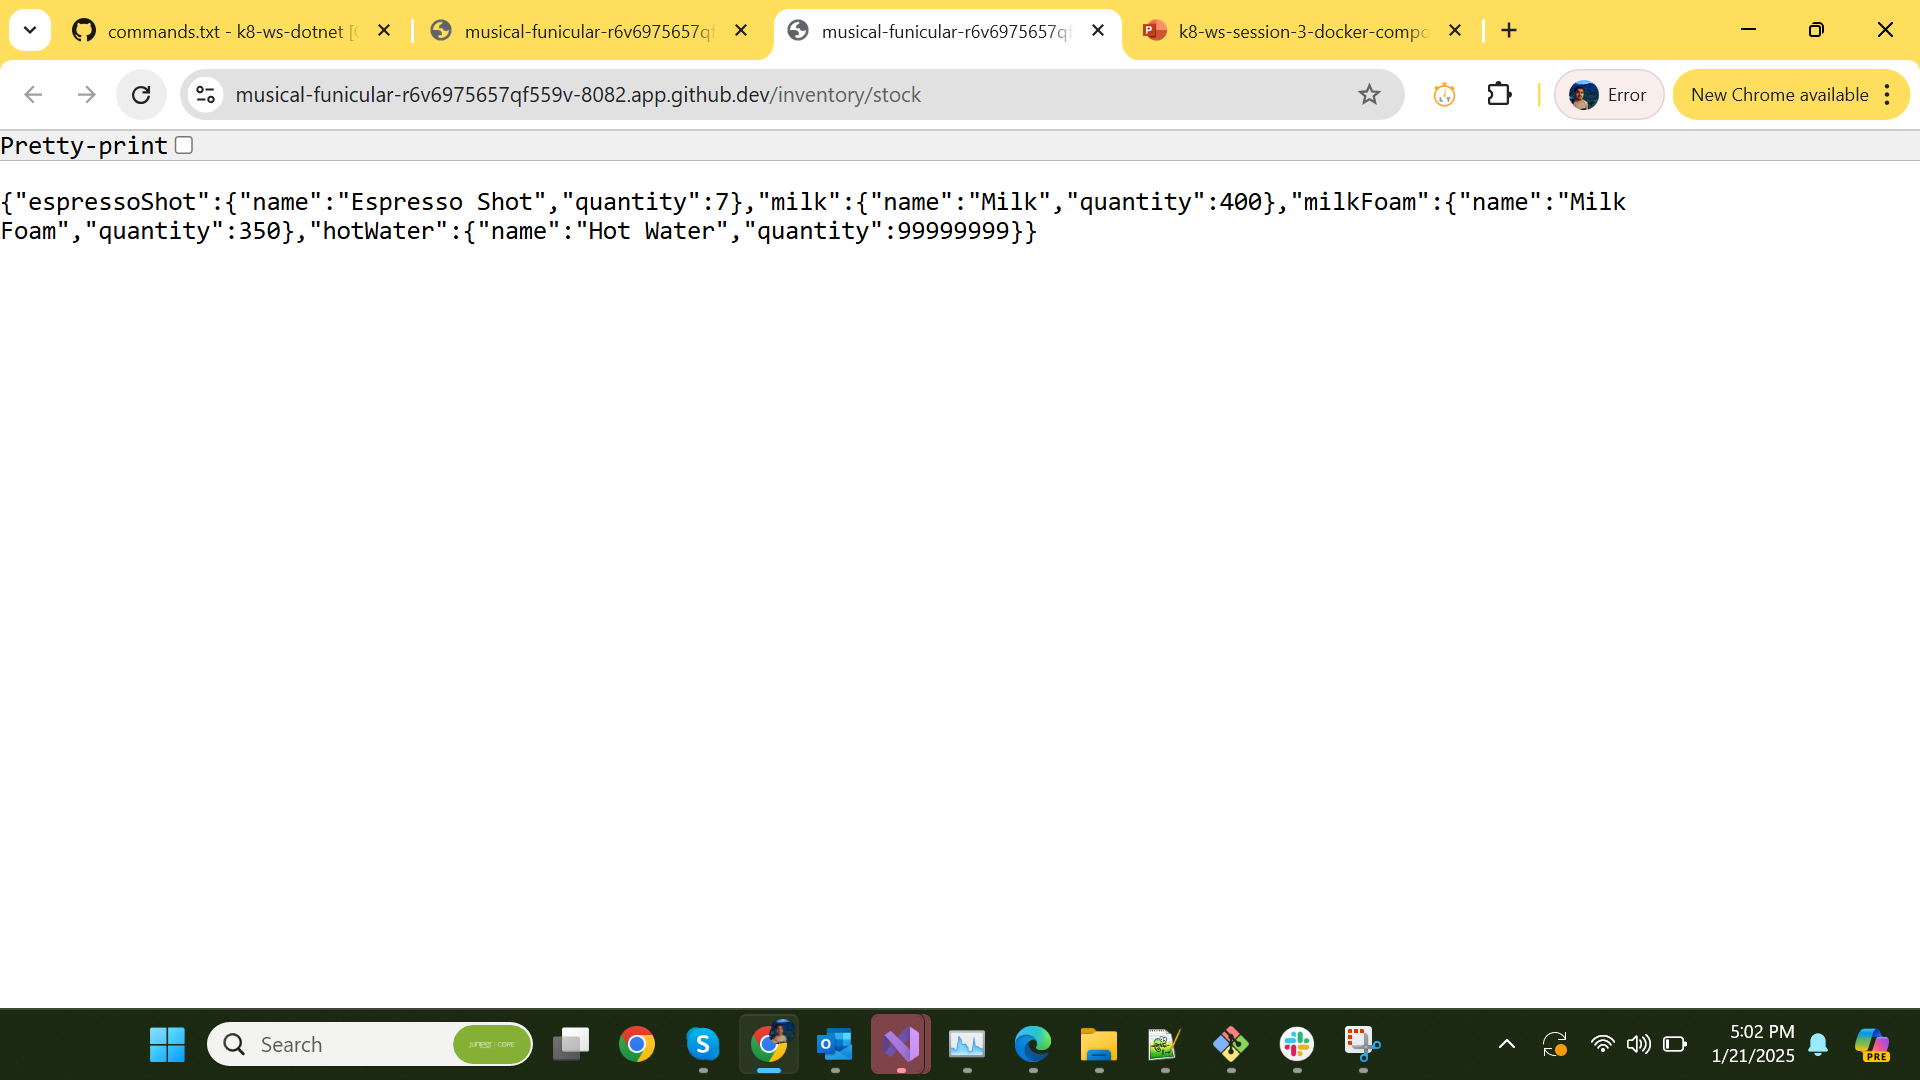 commands.txt - k8-ws-dotnet [
musical-funicular-r6v6975657qf
musical-funicular-r6v6975657qf
k8-ws-session-3-docker-compo
musical-funicular-r6v6975657qf559v-8082.app.github.dev/inventory/stock
Error
New Chrome available
Pretty-print
{"espressoShot":{"name":"Espresso Shot","quantity":7},"milk":{"name":"Milk","quantity":400},"milkFoam":{"name":"Milk
Foam","quantity":350},"hotWater":{"name":"Hot Water","quantity":99999999}}
Search
5:02 PM
1/21/2025
PRE